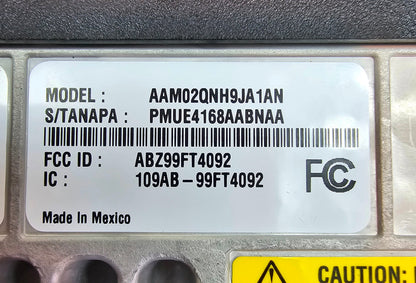 MODEL : AAM02QNH9JA1AN
S/TANAPA : PMUE4168AABNAA
FCC ID : ABZ99FT4092
IC : 109AB-99FT4092
FC
Made In Mexico
CAUTION: